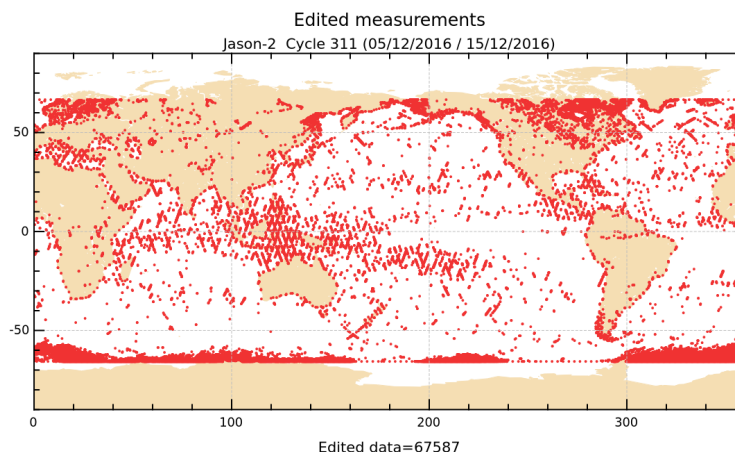 Edited measurements
Jason-2 Cycle 311 (05/12/2016 / 15/12/2016)
50
0
-50
0 100 200 300
Edited data=67587